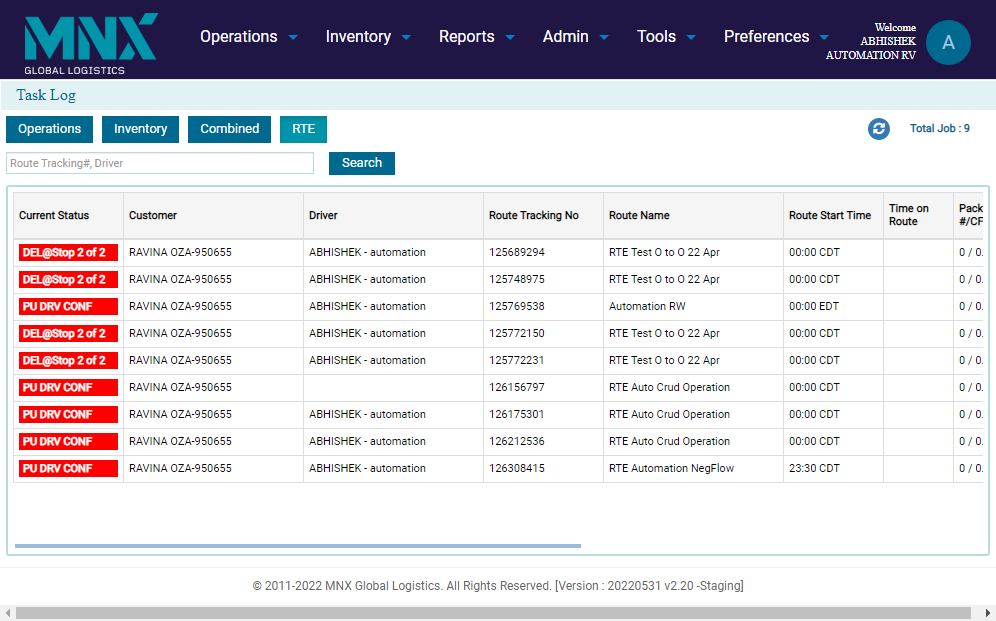 MNX
GLOBAL LOGISTICS
Operations Inventory Reports Admin Tools Preferences
Welcome
ABHISHEK
AUTOMATION RV
A
Task Log
Operations Inventory Combined RTE Total Job : 9
Route Tracking#, Driver Search
Current Status Customer Driver Route Tracking No Route Name Route Start Time Time on Route Pack #/CF
DEL@Stop 2 of 2 RAVINA OZA-950655 ABHISHEK - automation 125689294 RTE Test O to O 22 Apr 00:00 CDT 0 / 0.
DEL@Stop 2 of 2 RAVINA OZA-950655 ABHISHEK - automation 125748975 RTE Test O to O 22 Apr 00:00 CDT 0 / 0.
PU DRV CONF RAVINA OZA-950655 ABHISHEK - automation 125769538 Automation RW 00:00 EDT 0 / 0.
DEL@Stop 2 of 2 RAVINA OZA-950655 ABHISHEK - automation 125772150 RTE Test O to O 22 Apr 00:00 CDT 0 / 0.
DEL@Stop 2 of 2 RAVINA OZA-950655 ABHISHEK - automation 125772231 RTE Test O to O 22 Apr 00:00 CDT 0 / 0.
PU DRV CONF RAVINA OZA-950655 126156797 RTE Auto Crud Operation 00:00 CDT 0 / 0.
PU DRV CONF RAVINA OZA-950655 ABHISHEK - automation 126175301 RTE Auto Crud Operation 00:00 CDT 0 / 0.
PU DRV CONF RAVINA OZA-950655 ABHISHEK - automation 126212536 RTE Auto Crud Operation 00:00 CDT 0 / 0.
PU DRV CONF RAVINA OZA-950655 ABHISHEK - automation 126308415 RTE Automation NegFlow 23:30 CDT 0 / 0.
© 2011-2022 MNX Global Logistics. All Rights Reserved. [Version : 20220531 v2.20 -Staging]